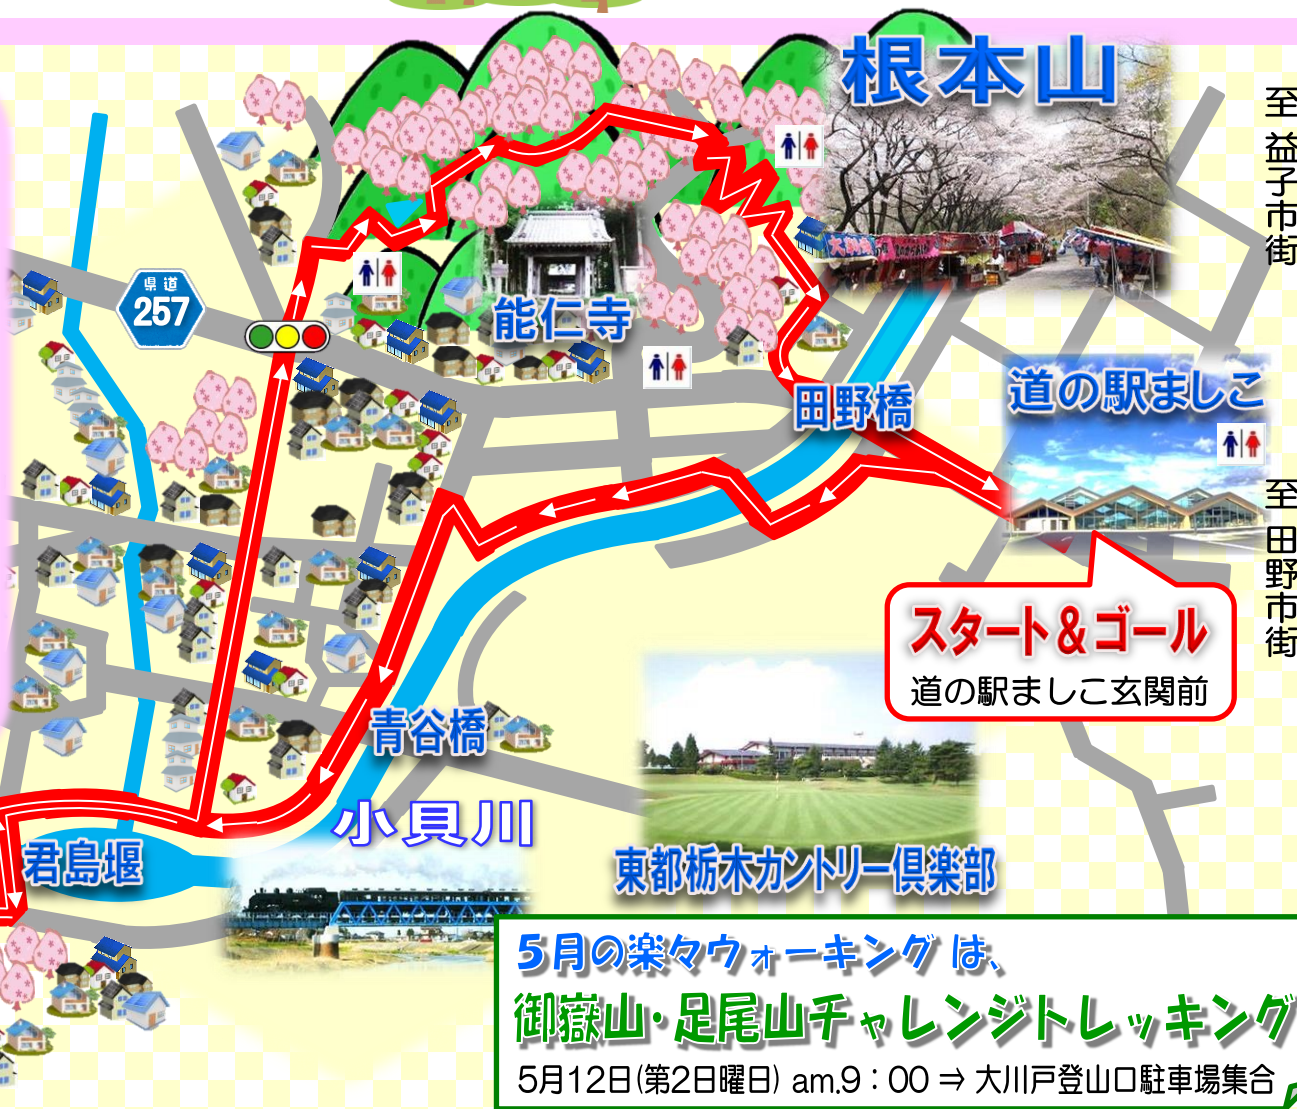 根本山
至 益子市街
県道
257
能仁寺
田野橋
道の駅ましこ
至 田野市街
スタート&ゴール
道の駅ましこ玄関前
青谷橋
小貝川
君島堰
東都栃木カントリー倶楽部
5月の楽々ウォーキング は、
御嶽山・足尾山チャレンジトレッキング
5月12日(第2日曜日) am.9:00 ⇒ 大川戸登山口駐車場集合